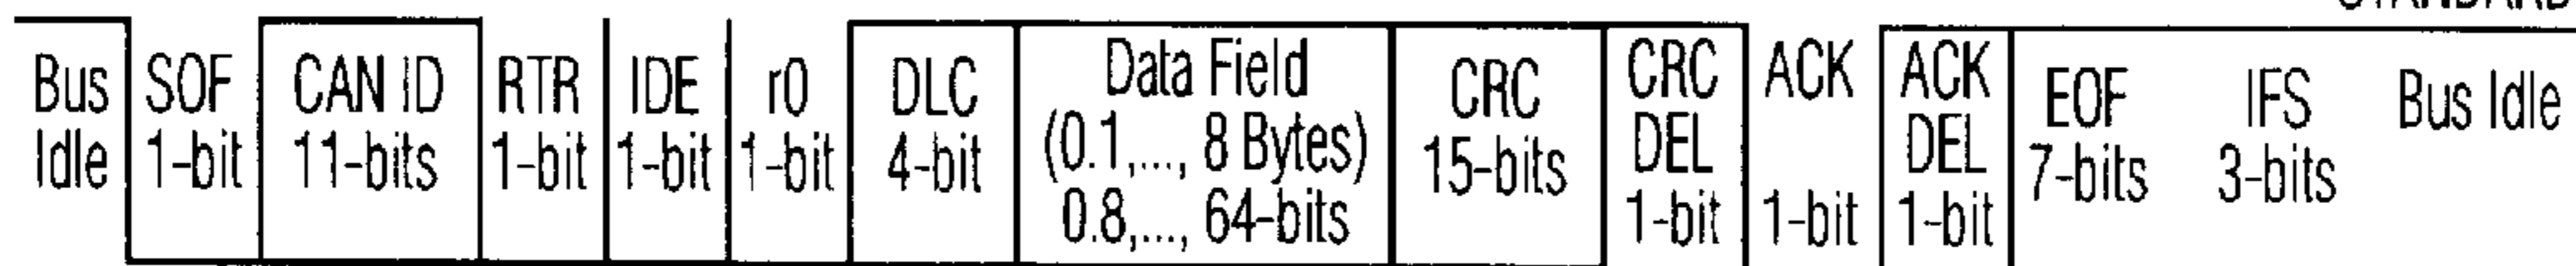 Bus
Idle
SOF
1-bit
CAN ID
11-bits
RTR
1-bit
IDE
1-bit
r0
1-bit
DLC
4-bit
Data Field
(0.1,..., 8 Bytes)
0.8,..., 64-bits
CRC
15-bits
CRC
DEL
1-bit
ACK
1-bit
ACK
DEL
1-bit
EOF
7-bits
IFS
3-bits
Bus Idle